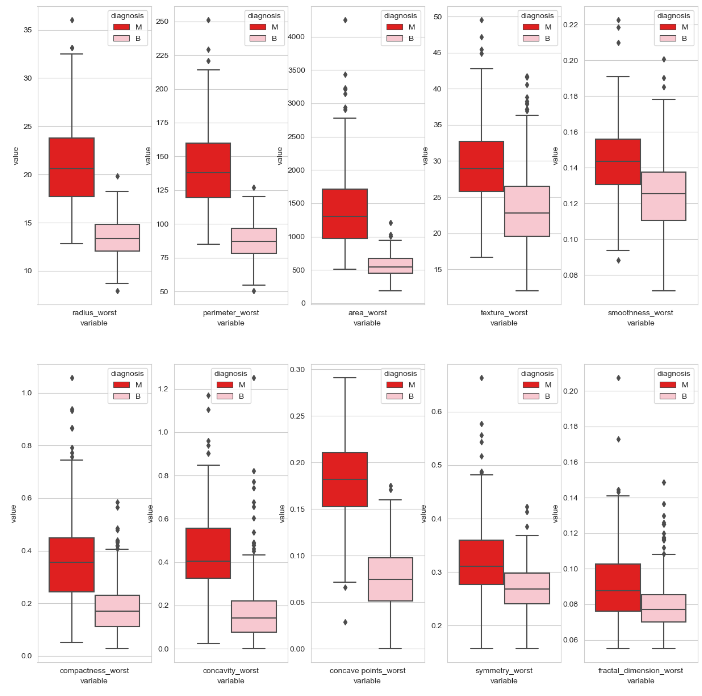 diagnosis
M
B
35
30
25
20
15
10
value
radius_worst
variable
diagnosis
M
B
250
225
200
175
150
125
100
75
50
value
perimeter_worst
variable
diagnosis
M
B
4000
3500
3000
2500
2000
1500
1000
500
0
value
area_worst
variable
diagnosis
M
B
50
45
40
35
30
25
20
15
value
texture_worst
variable
diagnosis
M
B
0.22
0.20
0.18
0.16
0.14
0.12
0.10
0.08
value
smoothness_worst
variable
diagnosis
M
B
1.0
0.8
0.6
0.4
0.2
0.0
value
compactness_worst
variable
diagnosis
M
B
1.2
1.0
0.8
0.6
0.4
0.2
0.0
value
concavity_worst
variable
diagnosis
M
B
0.30
0.25
0.20
0.15
0.10
0.05
0.00
value
concave points_worst
variable
diagnosis
M
B
0.6
0.5
0.4
0.3
0.2
value
symmetry_worst
variable
diagnosis
M
B
0.20
0.18
0.16
0.14
0.12
0.10
0.08
0.06
value
fractal_dimension_worst
variable